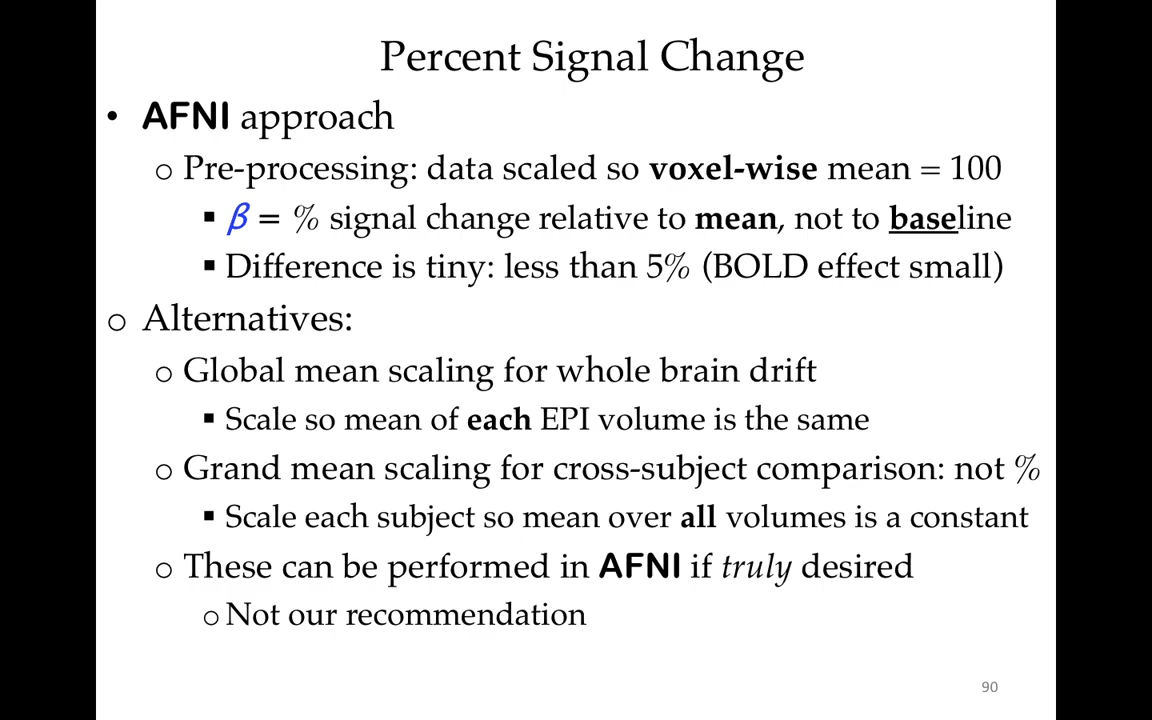 Percent Signal Change
• AFNI approach
o Pre-processing: data scaled so voxel-wise mean = 100
▪ β = % signal change relative to mean, not to baseline
▪ Difference is tiny: less than 5% (BOLD effect small)
o Alternatives:
o Global mean scaling for whole brain drift
▪ Scale so mean of each EPI volume is the same
o Grand mean scaling for cross-subject comparison: not %
▪ Scale each subject so mean over all volumes is a constant
o These can be performed in AFNI if truly desired
o Not our recommendation
90